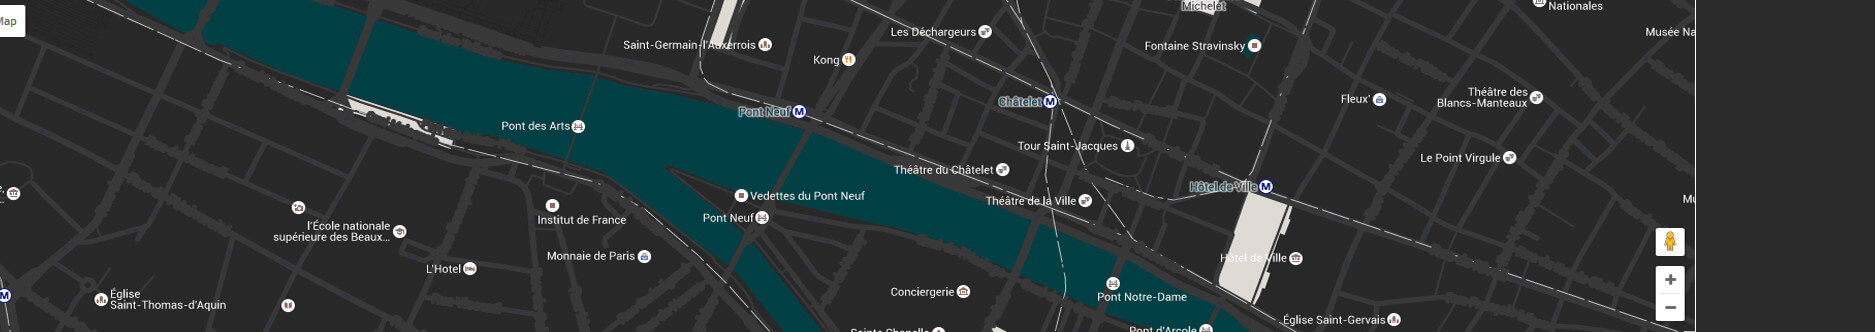 Map
Michelet
Nationales
Les Déchargeurs
Musée Na
Saint-Germain-l'Auxerrois
Fontaine Stravinsky
Kong
Théâtre des
Blancs-Manteaux
Fleux'
Châtelet
Pont Neuf
Pont des Arts
Tour Saint-Jacques
Le Point Virgule
Théâtre du Châtelet
Hôtel de Ville
Vedettes du Pont Neuf
Théâtre de la Ville
Institut de France
Pont Neuf
l'École nationale
supérieure des Beaux...
Monnaie de Paris
Hôtel de Ville
L'Hotel
Conciergerie
Église
Saint-Thomas-d'Aquin
Pont Notre-Dame
Église Saint-Gervais
Pont d'Arcole
Sainte Chapelle